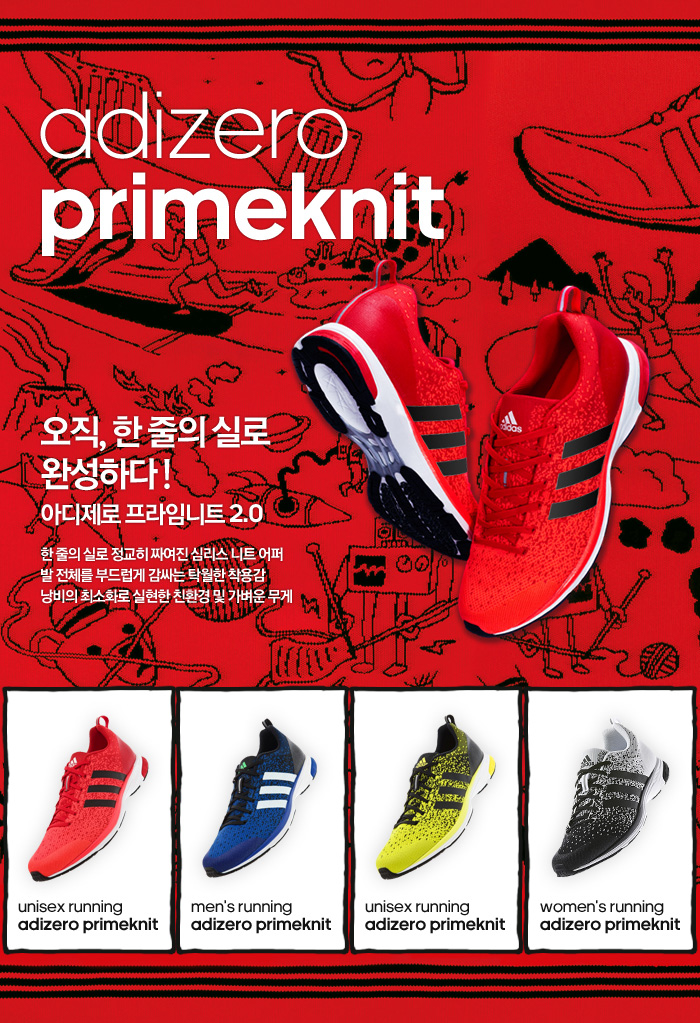 adizero
primeknit
오직, 한 줄의 실로
완성하다!
아디제로 프라임니트 2.0
한 줄의 실로 정교히 짜여진 심리스 니트 어퍼
발 전체를 부드럽게 감싸는 탁월한 착용감
낭비의 최소화로 실현한 친환경 및 가벼운 무게
adidas
unisex running
adizero primeknit
men's running
adizero primeknit
unisex running
adizero primeknit
women's running
adizero primeknit